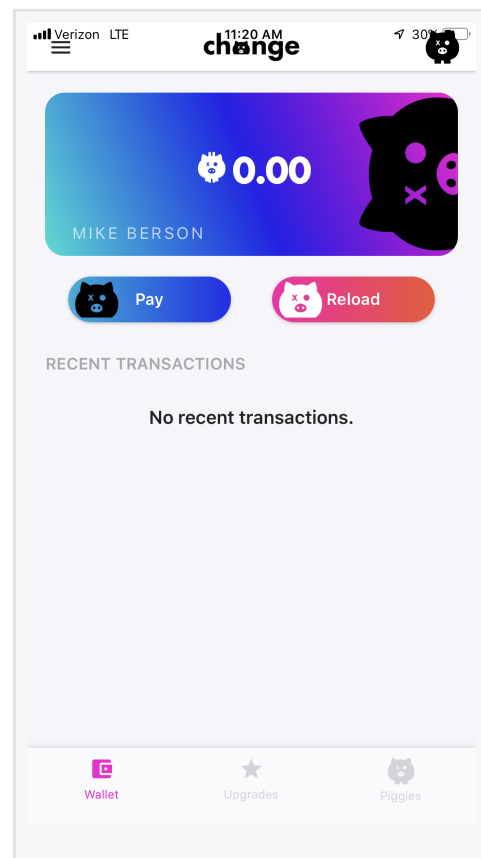 Verizon LTE 11:20 AM 30%
change
0.00
MIKE BERSON
Pay Reload
RECENT TRANSACTIONS
No recent transactions.
Wallet Upgrades Piggies